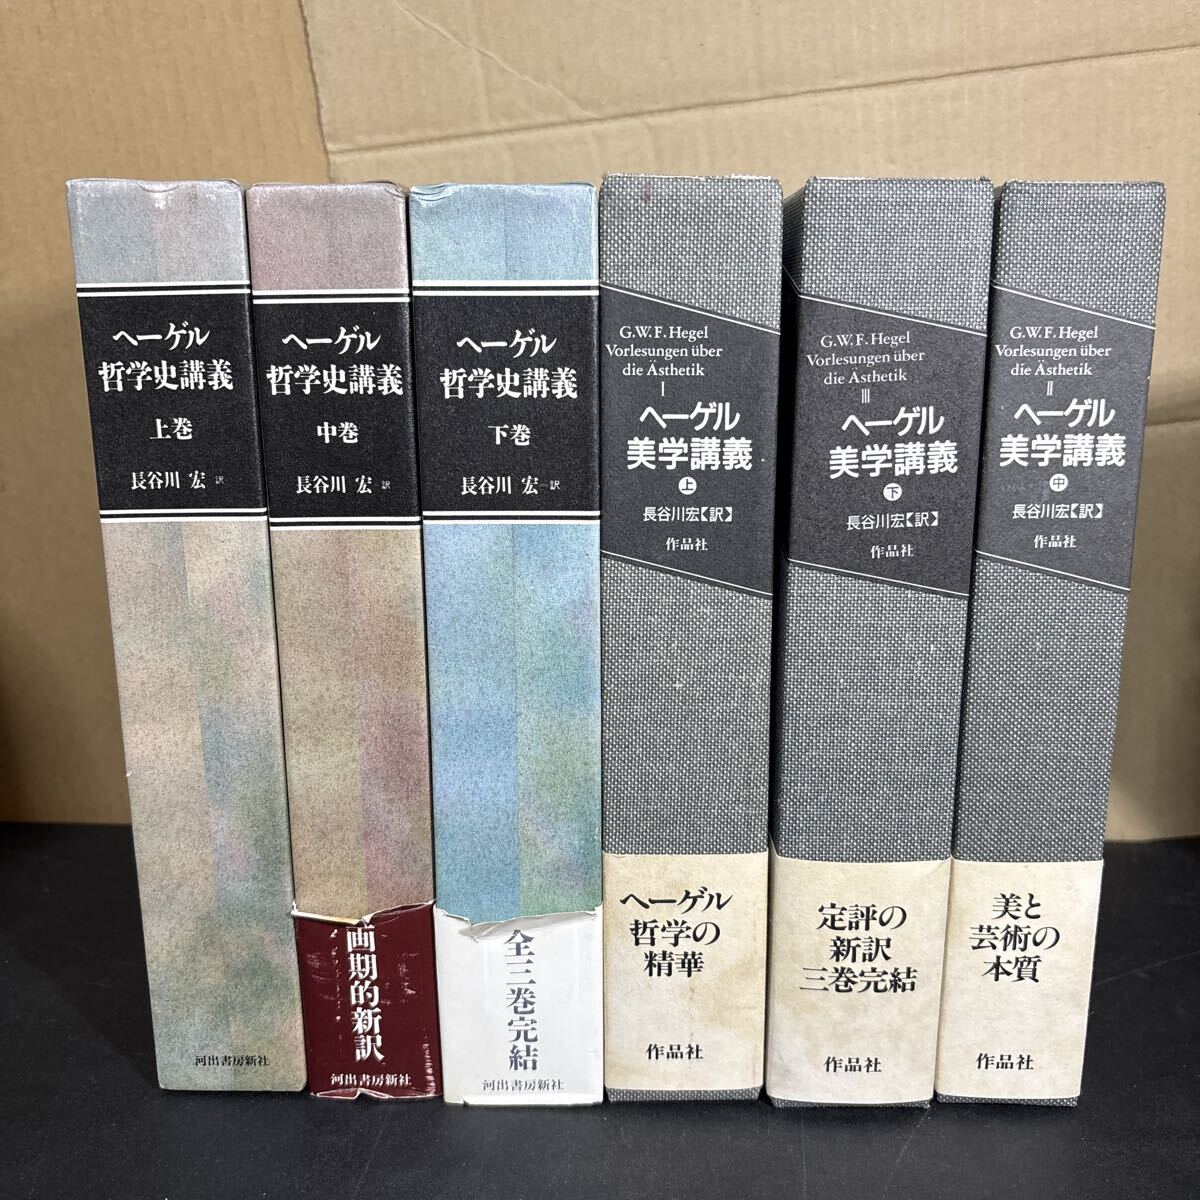 ヘーゲル
哲学史講義
上巻
長谷川 宏 訳
河出書房新社
ヘーゲル
哲学史講義
中巻
長谷川 宏 訳
画期的新訳
河出書房新社
ヘーゲル
哲学史講義
下巻
長谷川 宏 訳
全三巻完結
河出書房新社
G.W.F.Hegel
Vorlesungen über
die Ästhetik
I
ヘーゲル
美学講義
上
長谷川宏【訳】
作品社
ヘーゲル
哲学の
精華
作品社
G.W.F.Hegel
Vorlesungen über
die Ästhetik
III
ヘーゲル
美学講義
下
長谷川宏【訳】
作品社
定評の
新訳
三巻完結
作品社
G.W.F.Hegel
Vorlesungen über
die Ästhetik
II
ヘーゲル
美学講義
中
長谷川宏【訳】
作品社
美と
芸術の
本質
作品社